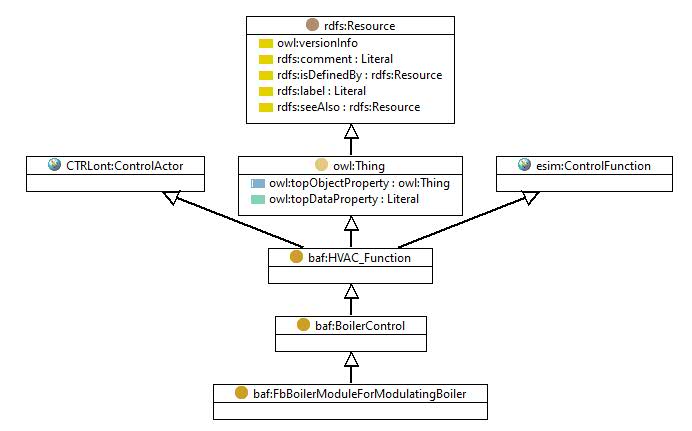 rdfs:Resource
owl:versionInfo
rdfs:comment : Literal
rdfs:isDefinedBy : rdfs:Resource
rdfs:label : Literal
rdfs:seeAlso : rdfs:Resource
CTRLont:ControlActor
owl:Thing
owl:topObjectProperty : owl:Thing
owl:topDataProperty : Literal
esim:ControlFunction
baf:HVAC_Function
baf:BoilerControl
baf:FbBoilerModuleForModulatingBoiler